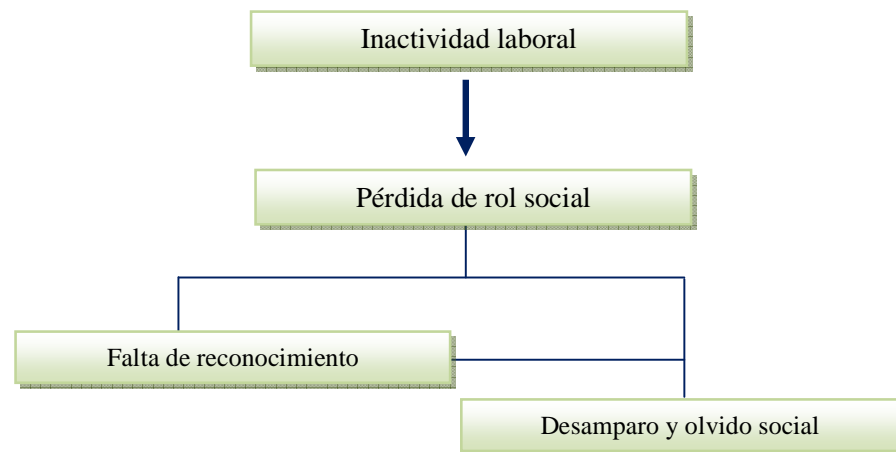 Inactividad laboral
Pérdida de rol social
Falta de reconocimiento
Desamparo y olvido social